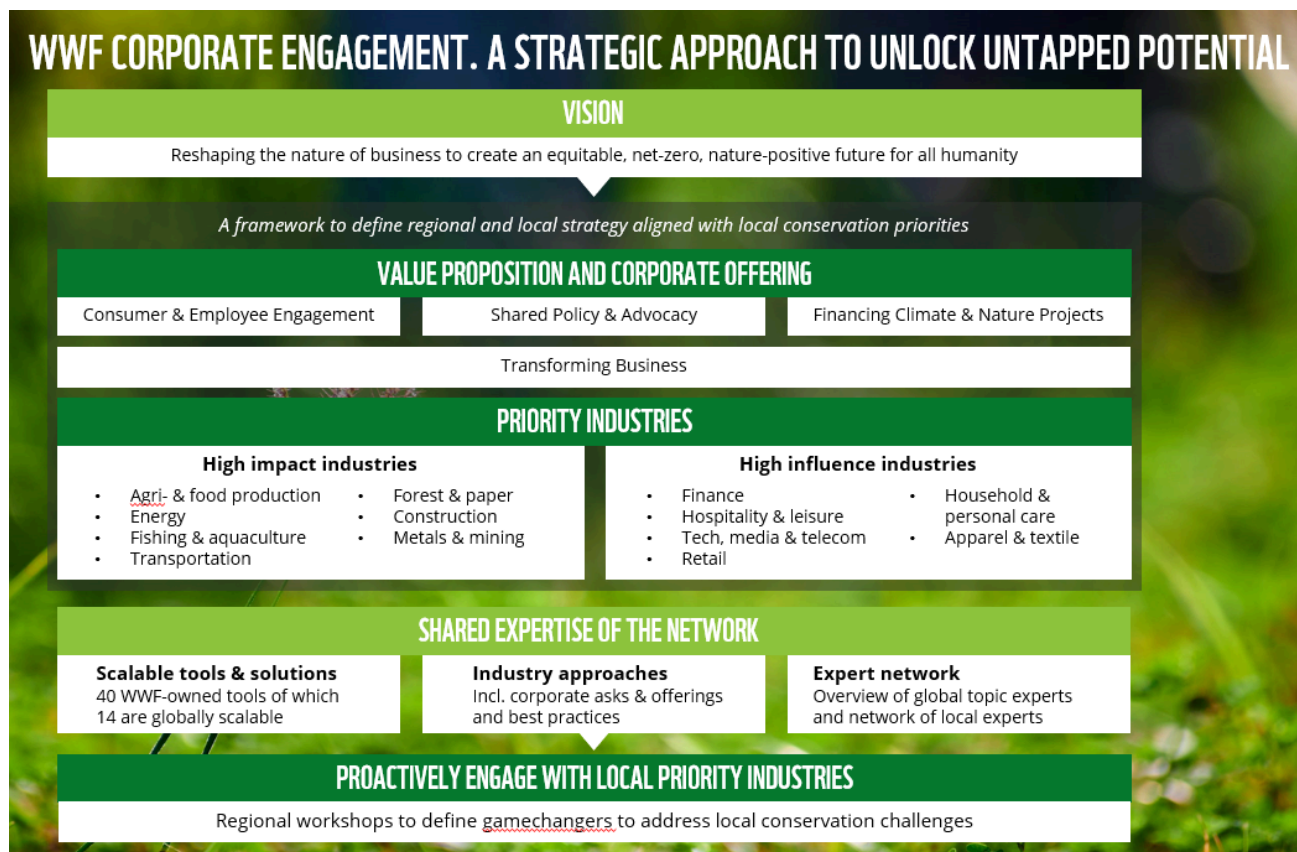 WWF CORPORATE ENGAGEMENT. A STRATEGIC APPROACH TO UNLOCK UNTAPPED POTENTIAL
VISION
Reshaping the nature of business to create an equitable, net-zero, nature-positive future for all humanity
A framework to define regional and local strategy aligned with local conservation priorities
VALUE PROPOSITION AND CORPORATE OFFERING
Consumer & Employee Engagement
Shared Policy & Advocacy
Financing Climate & Nature Projects
Transforming Business
PRIORITY INDUSTRIES
High impact industries
• Agri- & food production
• Energy
• Fishing & aquaculture
• Transportation
• Forest & paper
• Construction
• Metals & mining
High influence industries
• Finance
• Hospitality & leisure
• Tech, media & telecom
• Retail
• Household &
personal care
• Apparel & textile
SHARED EXPERTISE OF THE NETWORK
Scalable tools & solutions
40 WWF-owned tools of which
14 are globally scalable
Industry approaches
Incl. corporate asks & offerings
and best practices
Expert network
Overview of global topic experts
and network of local experts
PROACTIVELY ENGAGE WITH LOCAL PRIORITY INDUSTRIES
Regional workshops to define gamechangers to address local conservation challenges